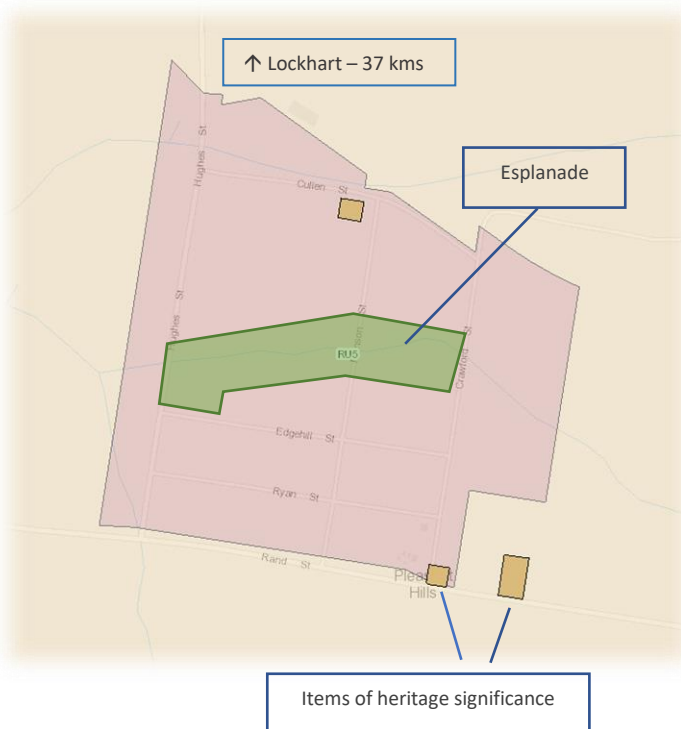 ↑ Lockhart – 37 kms
Esplanade
Hughes St
Cullen St
Hughes St
St
St
RU5
Crawford
Edgehill St
Ryan St
Rand St
Hills
Items of heritage significance